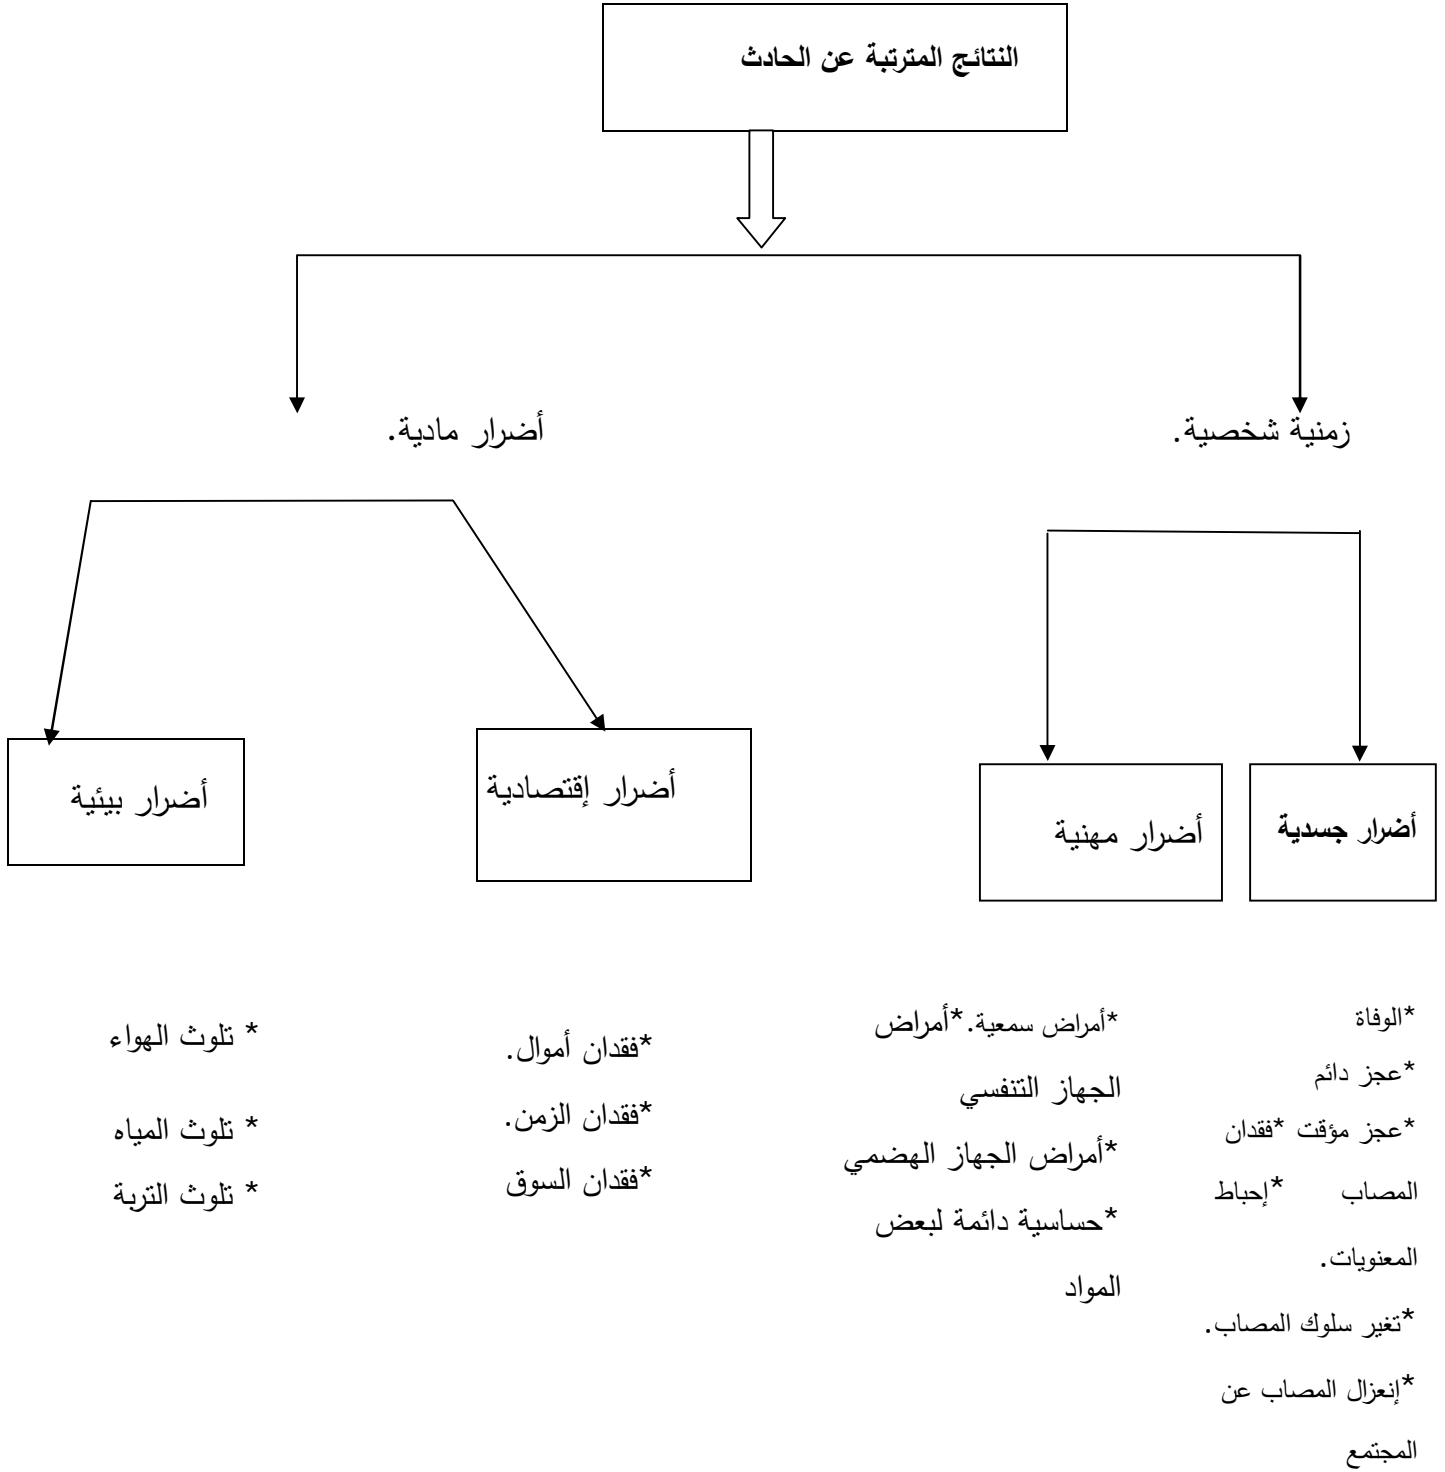 النتائج المترتبة عن الحادث
زمنية شخصية.
أضرار مادية.
أضرار جسدية
أضرار مهنية
أضرار إقتصادية
أضرار بيئية
*الوفاة
*عجز دائم
*عجز مؤقت *فقدان
المصاب *إحباط
المعنويات.
*تغير سلوك المصاب.
*إنعزال المصاب عن
المجتمع
*أمراض سمعية.*أمراض
الجهاز التنفسي
*أمراض الجهاز الهضمي
*حساسية دائمة لبعض
المواد
*فقدان أموال.
*فقدان الزمن.
*فقدان السوق
* تلوث الهواء
* تلوث المياه
* تلوث التربة